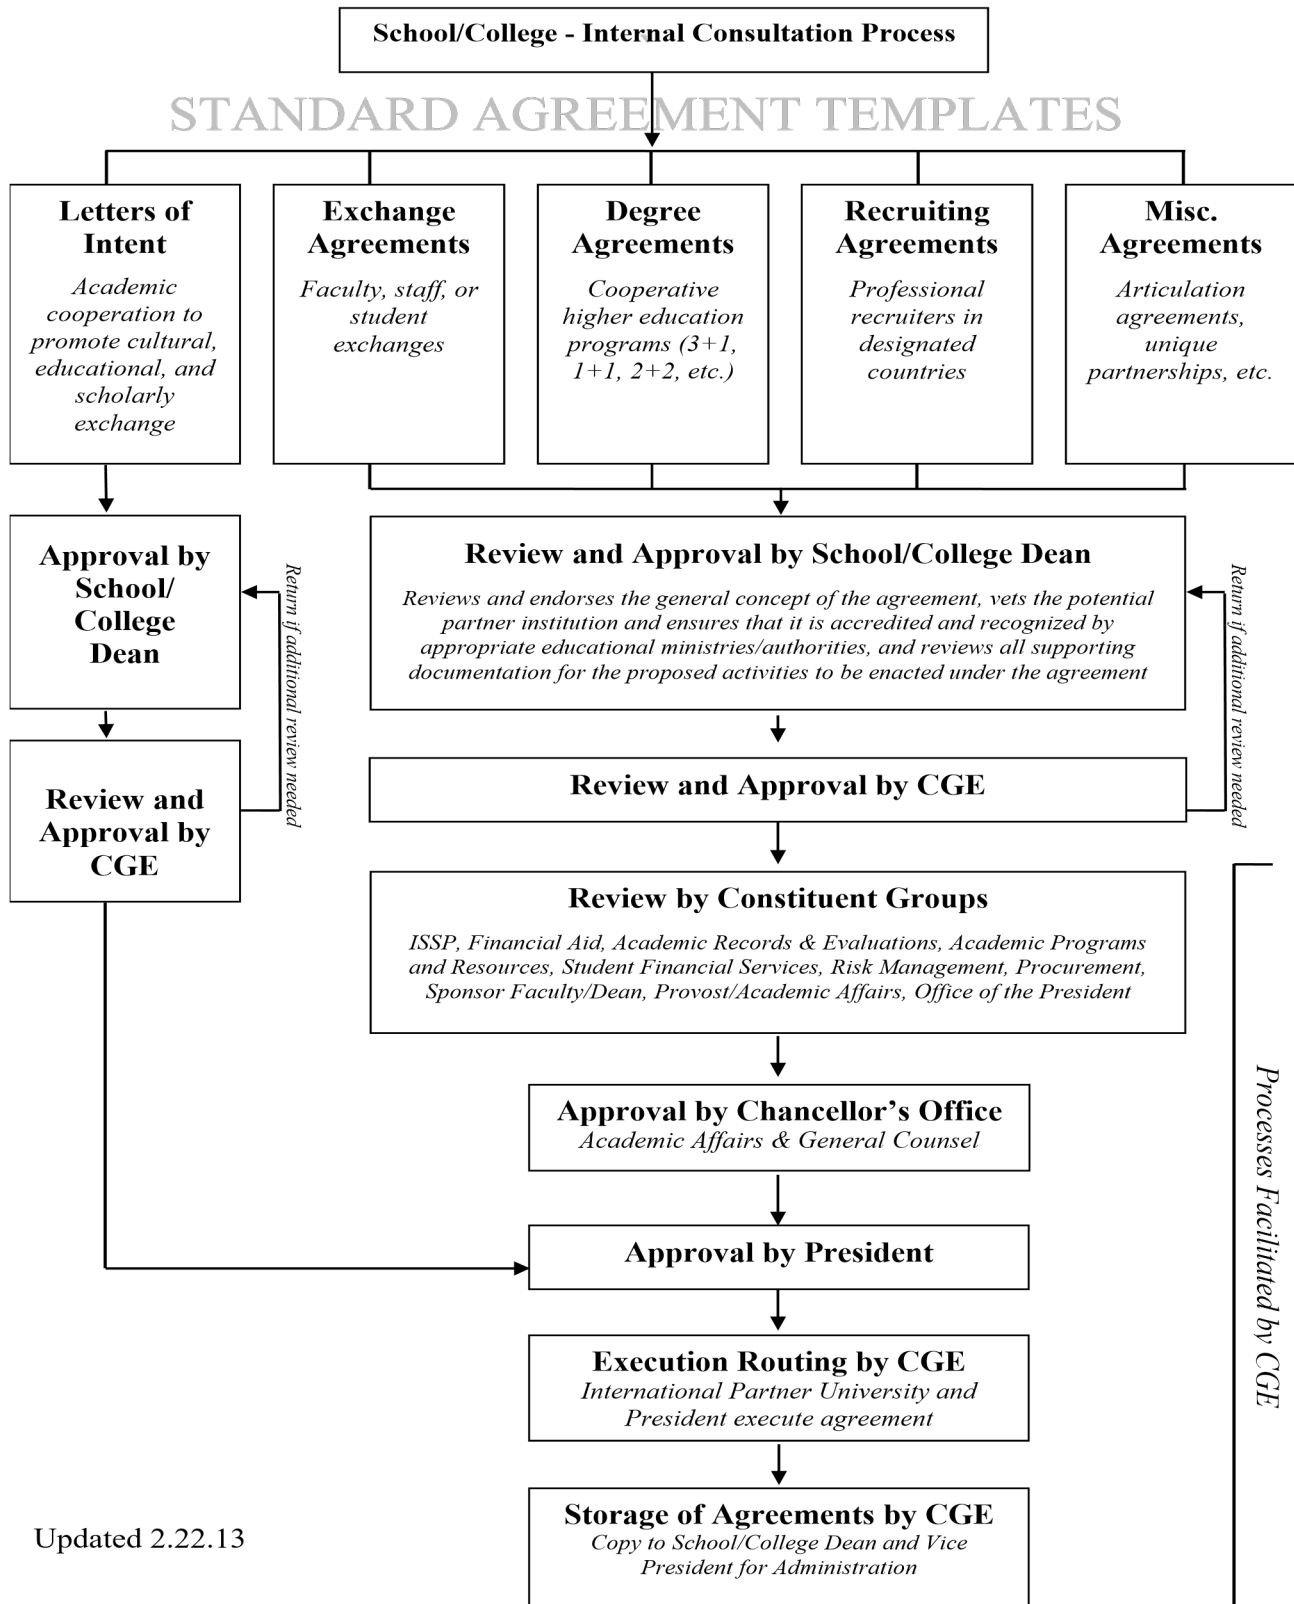 School/College - Internal Consultation Process
STANDARD AGREEMENT TEMPLATES
Letters of
Intent
Academic
cooperation to
promote cultural,
educational, and
scholarly
exchange
Exchange
Agreements
Faculty, staff, or
student
exchanges
Degree
Agreements
Cooperative
higher education
programs (3+1,
1+1, 2+2, etc.)
Recruiting
Agreements
Professional
recruiters in
designated
countries
Misc.
Agreements
Articulation
agreements,
unique
partnerships, etc.
Approval by
School/
College
Dean
Return if additional review needed
Review and
Approval by
CGE
Review and Approval by School/College Dean
Reviews and endorses the general concept of the agreement, vets the potential
partner institution and ensures that it is accredited and recognized by
appropriate educational ministries/authorities, and reviews all supporting
documentation for the proposed activities to be enacted under the agreement
Return if additional review needed
Review and Approval by CGE
Review by Constituent Groups
ISSP, Financial Aid, Academic Records & Evaluations, Academic Programs
and Resources, Student Financial Services, Risk Management, Procurement,
Sponsor Faculty/Dean, Provost/Academic Affairs, Office of the President
Approval by Chancellor’s Office
Academic Affairs & General Counsel
Approval by President
Execution Routing by CGE
International Partner University and
President execute agreement
Storage of Agreements by CGE
Copy to School/College Dean and Vice
President for Administration
Processes Facilitated by CGE
Updated 2.22.13